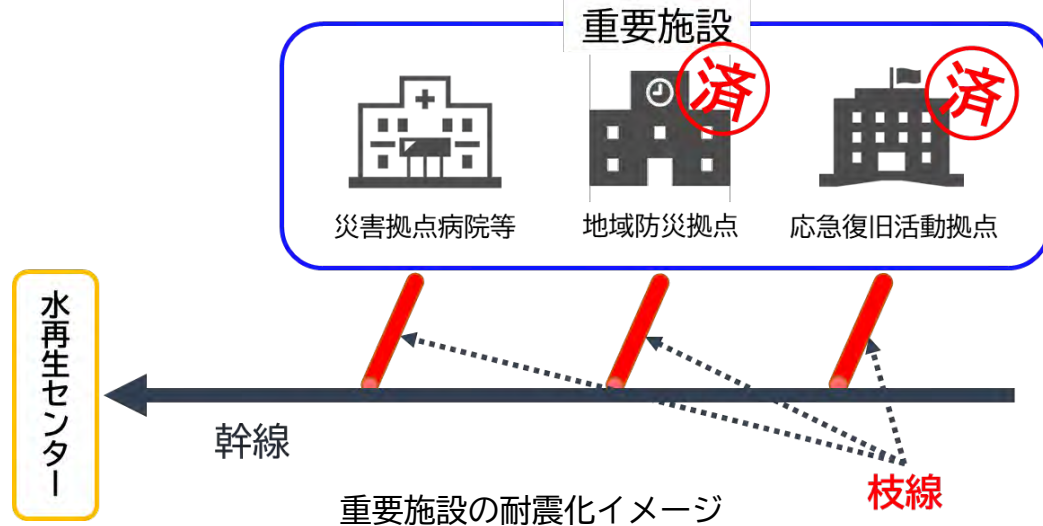 重要施設
済
済
災害拠点病院等
地域防災拠点
応急復旧活動拠点
水再生センター
幹線
枝線
重要施設の耐震化イメージ